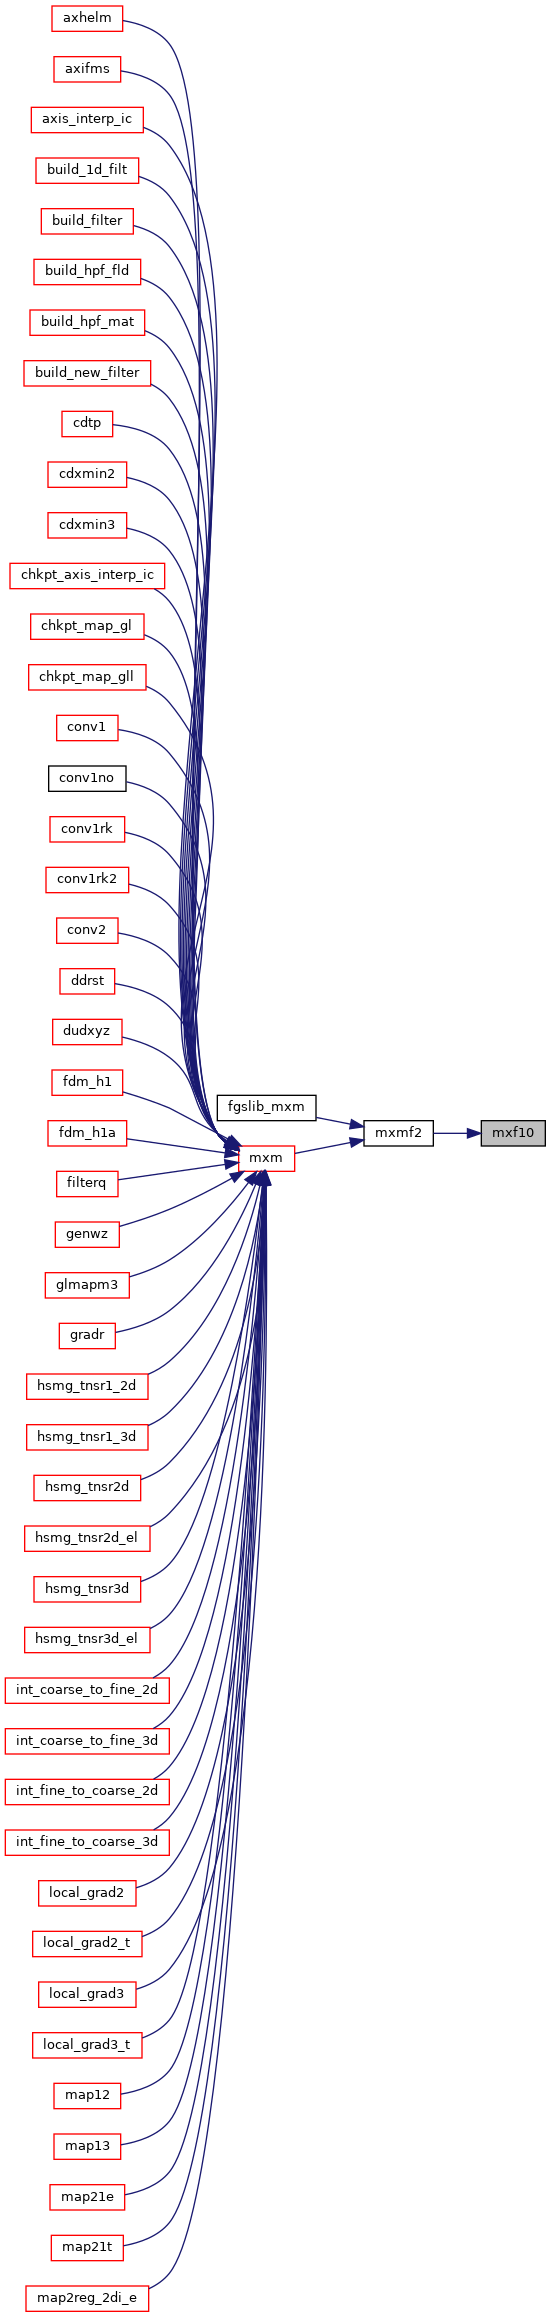 axhelm
axifms
axis_interp_ic
build_1d_filt
build_filter
build_hpf_fld
build_hpf_mat
build_new_filter
cdtp
cdxmin2
cdxmin3
chkpt_axis_interp_ic
chkpt_map_gl
chkpt_map_gll
conv1
conv1no
conv1rk
conv1rk2
conv2
ddrst
dudxyz
fdm_h1
fgslib_mxm
mxmf2
mxf10
fdm_h1a
mxm
filterq
genwz
glmapm3
gradr
hsmg_tnsr1_2d
hsmg_tnsr1_3d
hsmg_tnsr2d
hsmg_tnsr2d_el
hsmg_tnsr3d
hsmg_tnsr3d_el
int_coarse_to_fine_2d
int_coarse_to_fine_3d
int_fine_to_coarse_2d
int_fine_to_coarse_3d
local_grad2
local_grad2_t
local_grad3
local_grad3_t
map12
map13
map21e
map21t
map2reg_2di_e